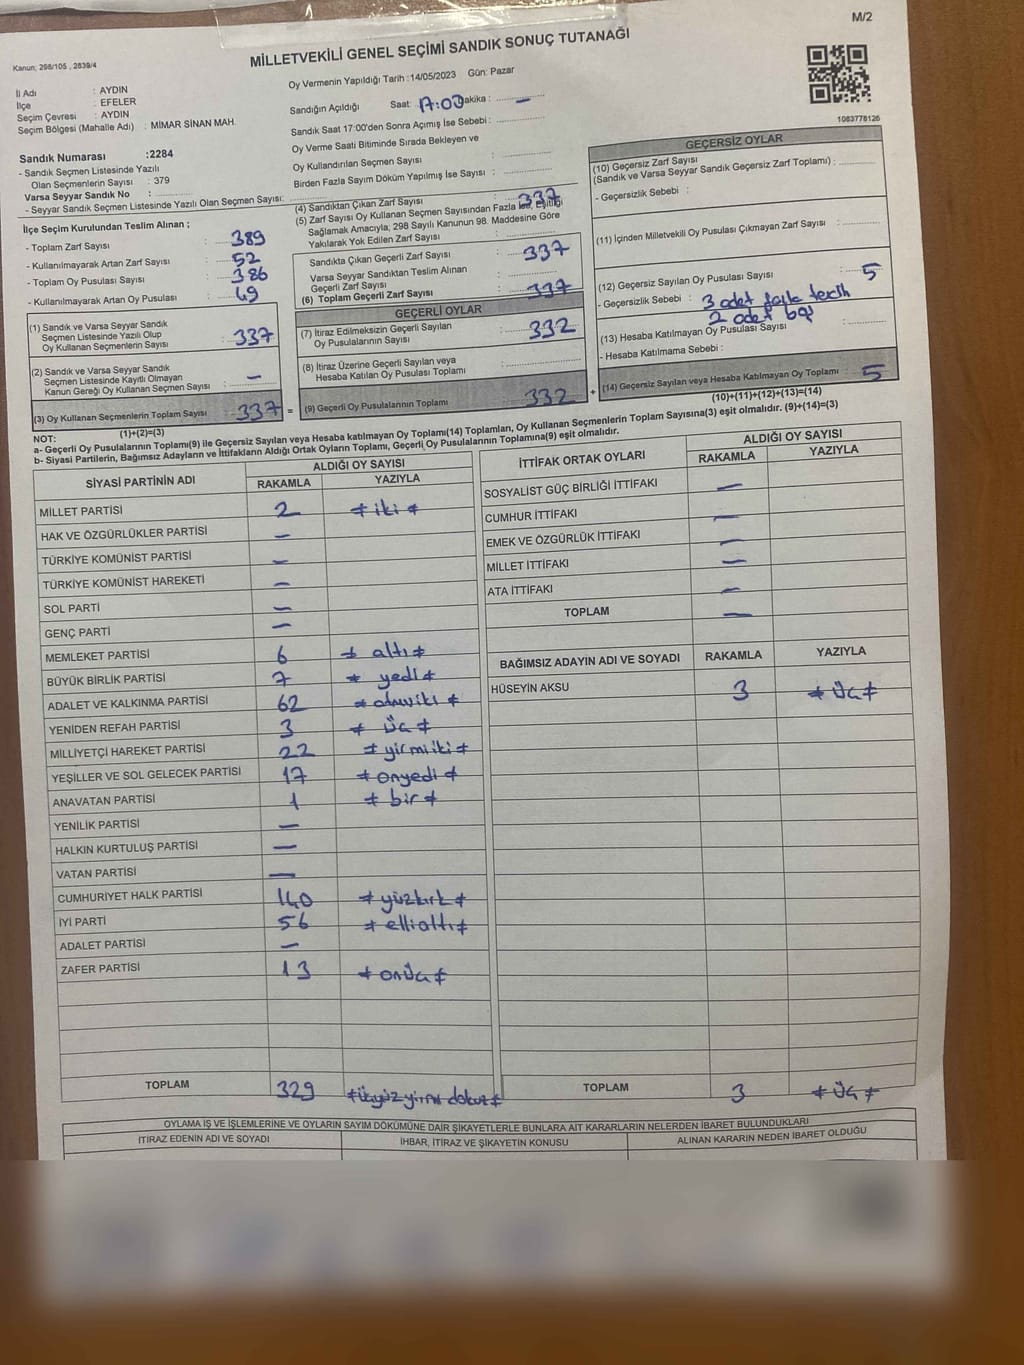 M/2
MİLLETVEKİLİ GENEL SEÇİMİ SANDIK SONUÇ TUTANAĞI
Kanun; 298/105 , 2839/4
İl Adı : AYDIN
İlçe : EFELER
Seçim Çevresi : AYDIN
Seçim Bölgesi (Mahalle Adı) : MİMAR SİNAN MAH.
Sandık Numarası :2284
- Sandık Seçmen Listesinde Yazılı
Olan Seçmenlerin Sayısı : 379
Varsa Seyyar Sandık No :
- Seyyar Sandık Seçmen Listesinde Yazılı Olan Seçmen Sayısı:
Oy Vermenin Yapıldığı Tarih :14/05/2023 Gün: Pazar
Sandığın Açıldığı Saat: 17:00 Dakika : –
Sandık Saat 17:00'den Sonra Açımış İse Sebebi :
Oy Verme Saati Bitiminde Sırada Bekleyen ve
Oy Kullandırılan Seçmen Sayısı :
Birden Fazla Sayım Döküm Yapılmış İse Sayısı :
1083778126
İlçe Seçim Kurulundan Teslim Alınan ;
- Toplam Zarf Sayısı : 389
- Kullanılmayarak Artan Zarf Sayısı : 52
- Toplam Oy Pusulası Sayısı : 386
- Kullanılmayarak Artan Oy Pusulası : 49
(1) Sandık ve Varsa Seyyar Sandık
Seçmen Listesinde Yazılı Olup
Oy Kullanan Seçmenlerin Sayısı : 337
(2) Sandık ve Varsa Seyyar Sandık
Seçmen Listesinde Kayıtlı Olmayan
Kanun Gereği Oy Kullanan Seçmen Sayısı : –
(3) Oy Kullanan Seçmenlerin Toplam Sayısı 337 =
(1)+(2)=(3)
(4) Sandıktan Çıkan Zarf Sayısı : 337
(5) Zarf Sayısı Oy Kullanan Seçmen Sayısından Fazla İse, Eşitliği
Sağlamak Amacıyla; 298 Sayılı Kanunun 98. Maddesine Göre
Yakılarak Yok Edilen Zarf Sayısı :
Sandıkta Çıkan Geçerli Zarf Sayısı : 337
Varsa Seyyar Sandıktan Teslim Alınan
Geçerli Zarf Sayısı :
(6) Toplam Geçerli Zarf Sayısı : 337
GEÇERLİ OYLAR
(7) İtiraz Edilmeksizin Geçerli Sayılan
Oy Pusulalarının Sayısı : 332
(8) İtiraz Üzerine Geçerli Sayılan veya
Hesaba Katılan Oy Pusulası Toplamı :
(9) Geçerli Oy Pusulalarının Toplamı 332 +
GEÇERSİZ OYLAR
(10) Geçersiz Zarf Sayısı
(Sandık ve Varsa Seyyar Sandık Geçersiz Zarf Toplamı) :
- Geçersizlik Sebebi :
(11) İçinden Milletvekili Oy Pusulası Çıkmayan Zarf Sayısı :
(12) Geçersiz Sayılan Oy Pusulası Sayısı : 5
- Geçersizlik Sebebi : 3 adet fazla tercih
2 adet boş
(13) Hesaba Katılmayan Oy Pusulası Sayısı :
- Hesaba Katılmama Sebebi :
(14) Geçersiz Sayılan veya Hesaba Katılmayan Oy Toplamı : 5
(10)+(11)+(12)+(13)=(14)
NOT:
a- Geçerli Oy Pusulalarının Toplamı(9) ile Geçersiz Sayılan veya Hesaba katılmayan Oy Toplamı(14) Toplamları, Oy Kullanan Seçmenlerin Toplam Sayısına(3) eşit olmalıdır. (9)+(14)=(3)
b- Siyasi Partilerin, Bağımsız Adayların ve İttifakların Aldığı Ortak Oyların Toplamı, Geçerli Oy Pusulalarının Toplamına(9) eşit olmalıdır.
SİYASİ PARTİNİN ADI ALDIĞI OY SAYISI
RAKAMLA YAZIYLA
MİLLET PARTİSİ 2 ≠ iki ≠
HAK VE ÖZGÜRLÜKLER PARTİSİ –
TÜRKİYE KOMÜNİST PARTİSİ –
TÜRKİYE KOMÜNİST HAREKETİ –
SOL PARTİ –
GENÇ PARTİ –
MEMLEKET PARTİSİ 6 ≠ altı ≠
BÜYÜK BİRLİK PARTİSİ 7 ≠ yedi ≠
ADALET VE KALKINMA PARTİSİ 62 ≠ altmışiki ≠
YENİDEN REFAH PARTİSİ 3 ≠ üç ≠
MİLLİYETÇİ HAREKET PARTİSİ 22 ≠ yirmiiki ≠
YEŞİLLER VE SOL GELECEK PARTİSİ 17 ≠ onyedi ≠
ANAVATAN PARTİSİ 1 ≠ bir ≠
YENİLİK PARTİSİ –
HALKIN KURTULUŞ PARTİSİ –
VATAN PARTİSİ –
CUMHURİYET HALK PARTİSİ 140 ≠ yüzkırk ≠
İYİ PARTİ 56 ≠ ellialtı ≠
ADALET PARTİSİ –
ZAFER PARTİSİ 13 ≠ onüç ≠
TOPLAM 329 ≠ üçyüzyirmi dokuz ≠
İTTİFAK ORTAK OYLARI ALDIĞI OY SAYISI
RAKAMLA YAZIYLA
SOSYALİST GÜÇ BİRLİĞİ İTTİFAKI –
CUMHUR İTTİFAKI –
EMEK VE ÖZGÜRLÜK İTTİFAKI –
MİLLET İTTİFAKI –
ATA İTTİFAKI –
TOPLAM –
BAĞIMSIZ ADAYIN ADI VE SOYADI RAKAMLA YAZIYLA
HÜSEYİN AKSU 3 ≠ üç ≠
TOPLAM 3 ≠ üç ≠
OYLAMA İŞ VE İŞLEMLERİNE VE OYLARIN SAYIM DÖKÜMÜNE DAİR ŞİKAYETLERLE BUNLARA AİT KARARLARIN NELERDEN İBARET BULUNDUKLARI
İTİRAZ EDENİN ADI VE SOYADI İHBAR, İTİRAZ VE ŞİKAYETİN KONUSU ALINAN KARARIN NEDEN İBARET OLDUĞU